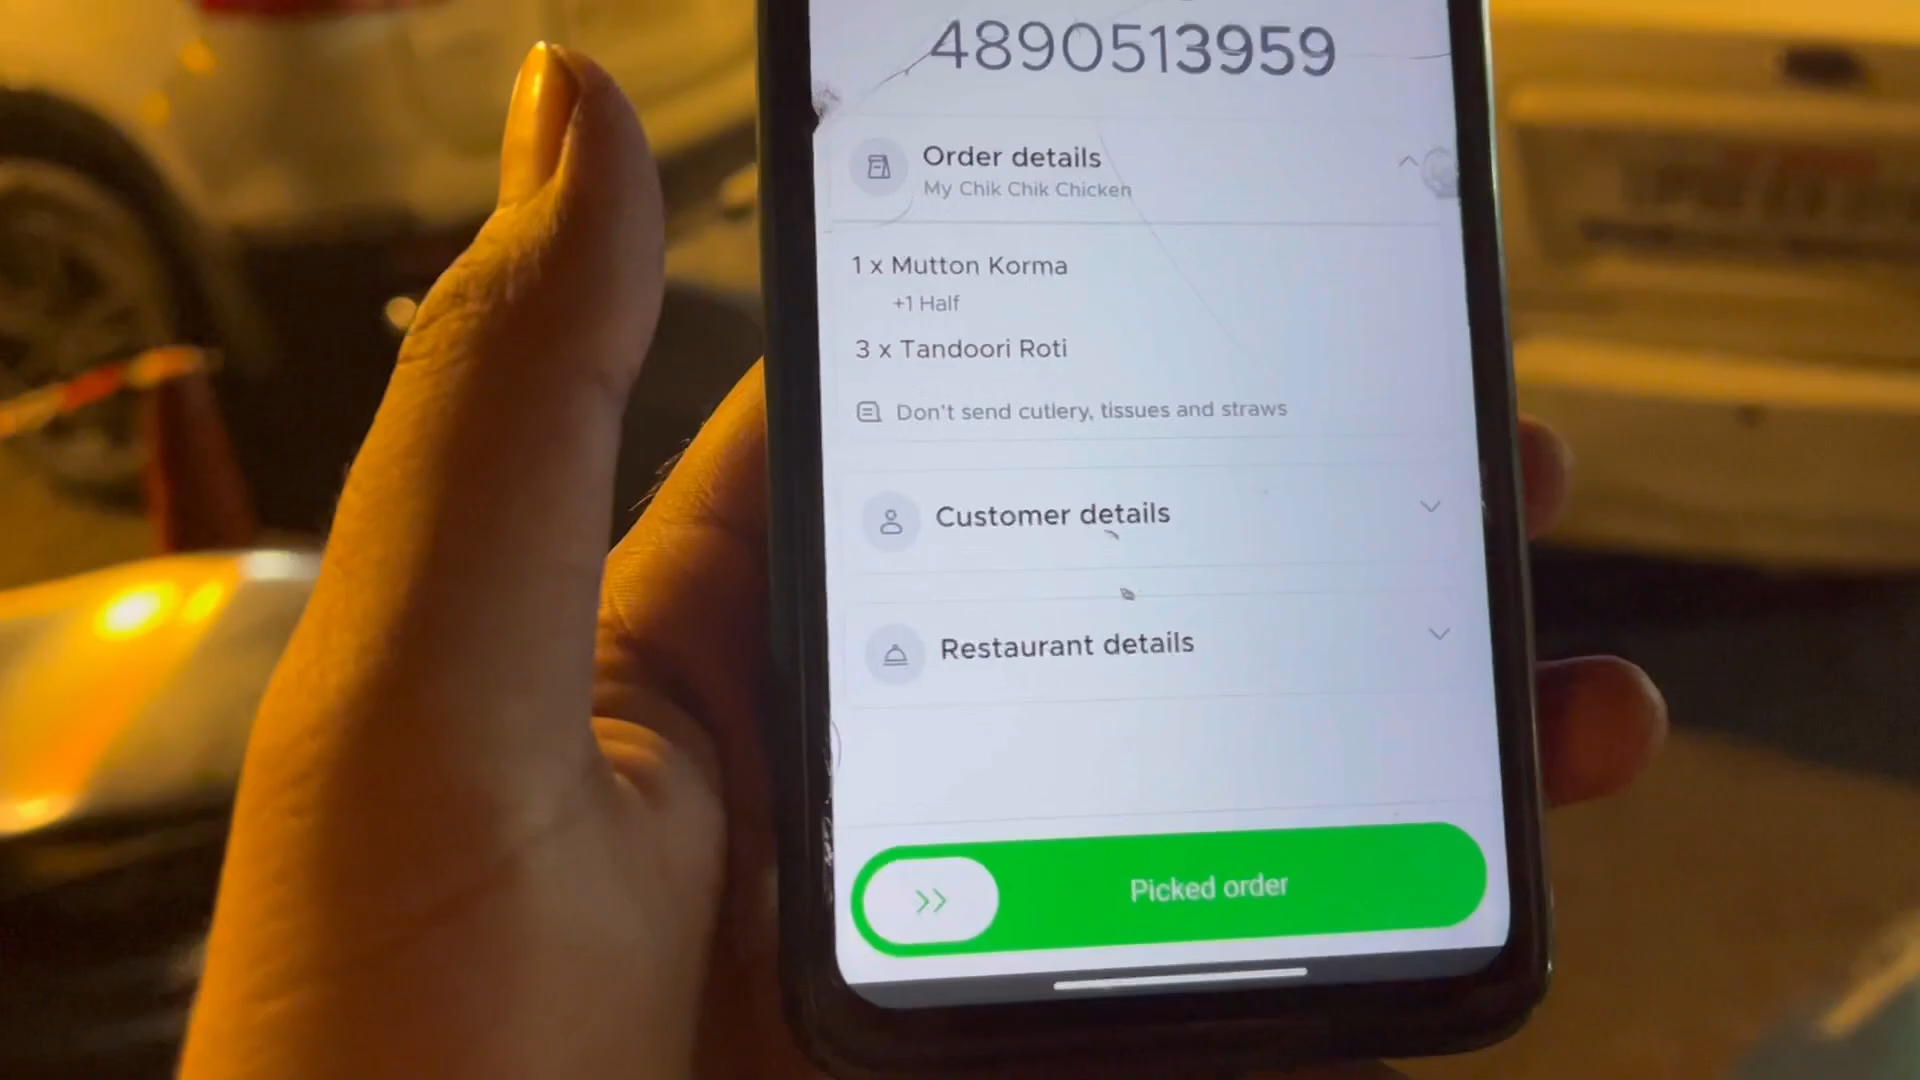 4890513959
Order details
My Chik Chik Chicken
1 x Mutton Korma
+1 Half
3 x Tandoori Roti
Don't send cutlery, tissues and straws
Customer details
Restaurant details
Picked order